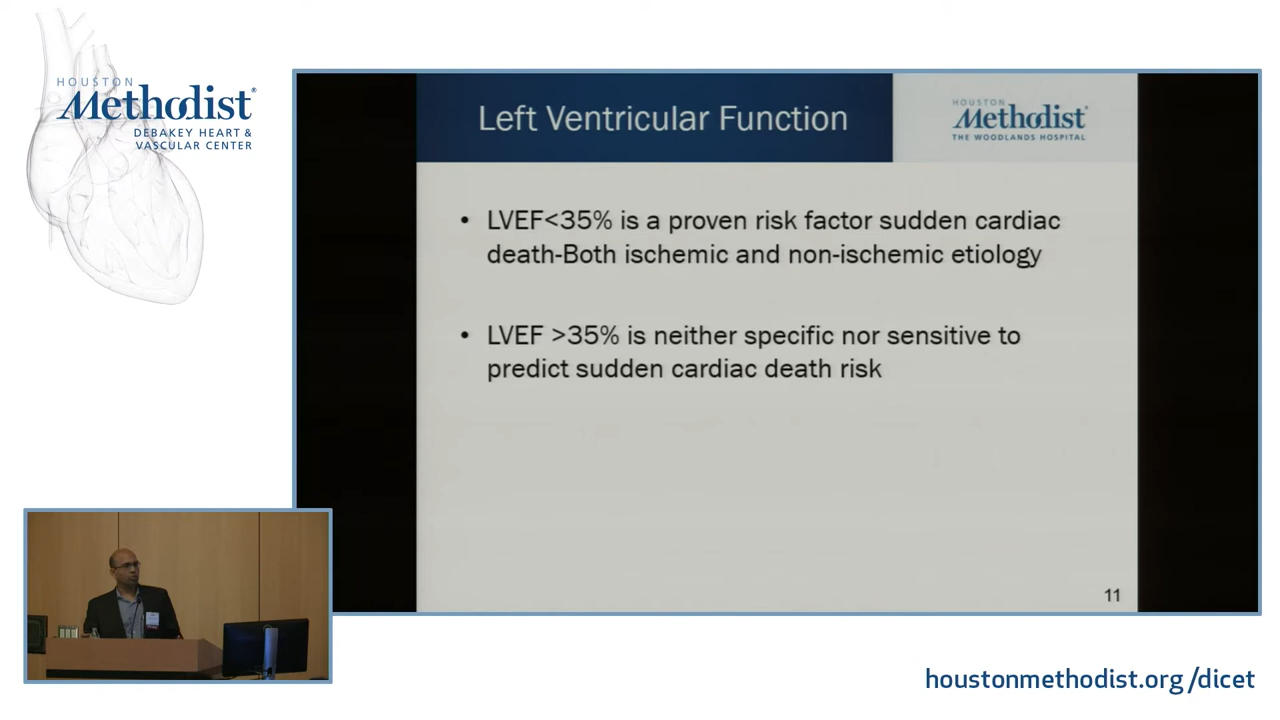 HOUSTON
Methodist®
DEBAKEY HEART &
VASCULAR CENTER
Left Ventricular Function
HOUSTON
Methodist®
THE WOODLANDS HOSPITAL
• LVEF<35% is a proven risk factor sudden cardiac
death-Both ischemic and non-ischemic etiology
• LVEF >35% is neither specific nor sensitive to
predict sudden cardiac death risk
11
houstonmethodist.org/dicet